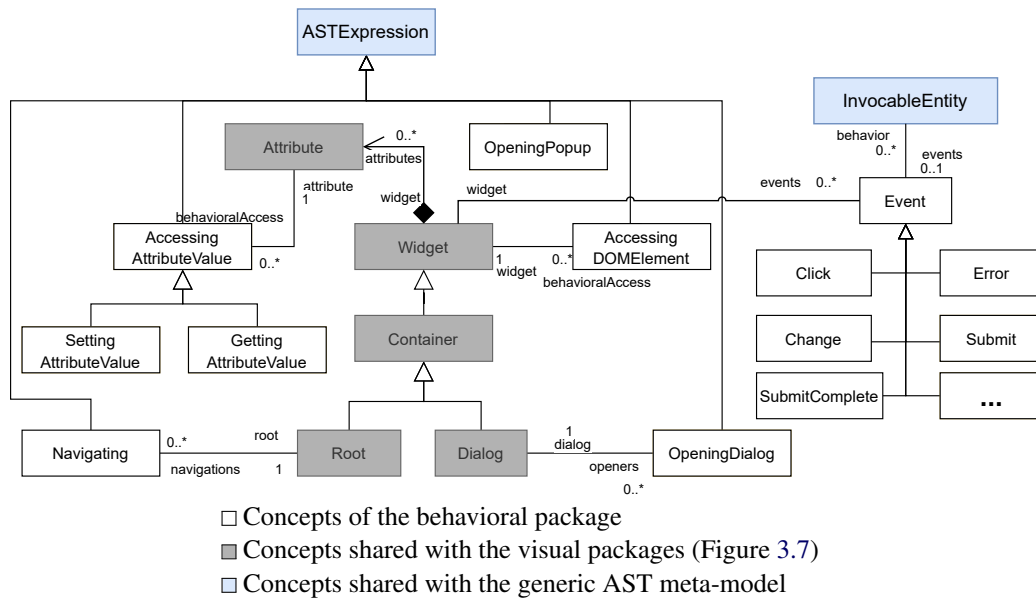 ASTExpression
InvocableEntity
behavior
0..*
events
0..1
Attribute
0..*
attributes
OpeningPopup
attribute
1
widget
widget
events 0..*
Event
behavioralAccess
0..*
Accessing
AttributeValue
Widget
1
widget
0..*
behavioralAccess
Accessing
DOMElement
Click
Error
Setting
AttributeValue
Getting
AttributeValue
Container
Change
Submit
SubmitComplete
...
Navigating
0..*
navigations
root
1
Root
Dialog
1
dialog
openers
0..*
OpeningDialog
Concepts of the behavioral package
Concepts shared with the visual packages (Figure 3.7)
Concepts shared with the generic AST meta-model